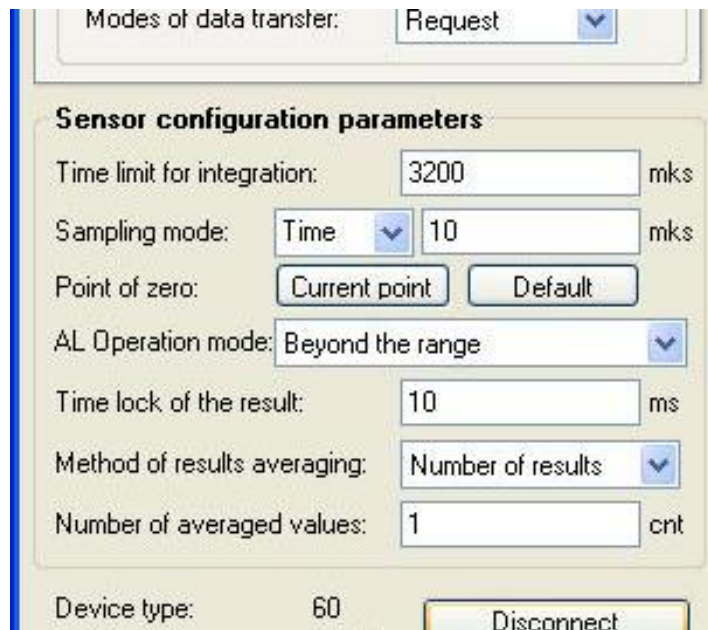 Modes of data transfer: Request
Sensor configuration parameters
Time limit for integration: 3200 mks
Sampling mode: Time 10 mks
Point of zero: Current point Default
AL Operation mode: Beyond the range
Time lock of the result: 10 ms
Method of results averaging: Number of results
Number of averaged values: 1 cnt
Device type: 60 Disconnect